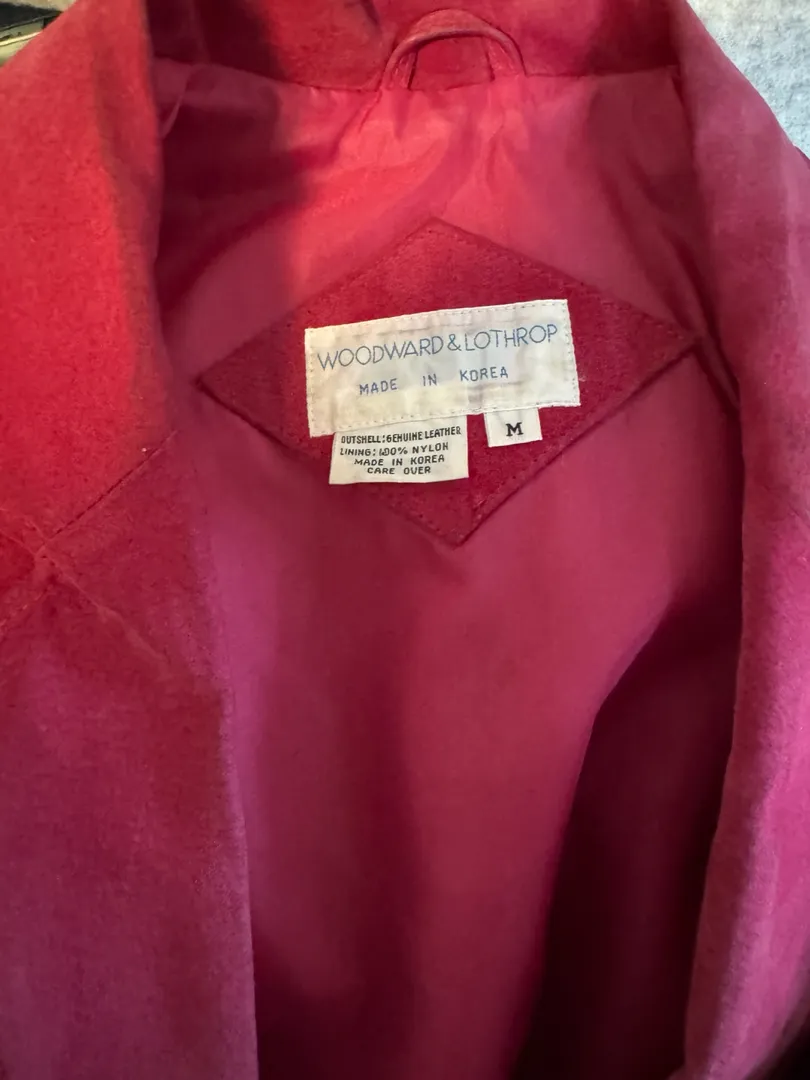 WOODWARD & LOTHROP
MADE IN KOREA
OUTSHELL: GENUINE LEATHER
LINING: 100% NYLON
MADE IN KOREA
CARE OVER
M